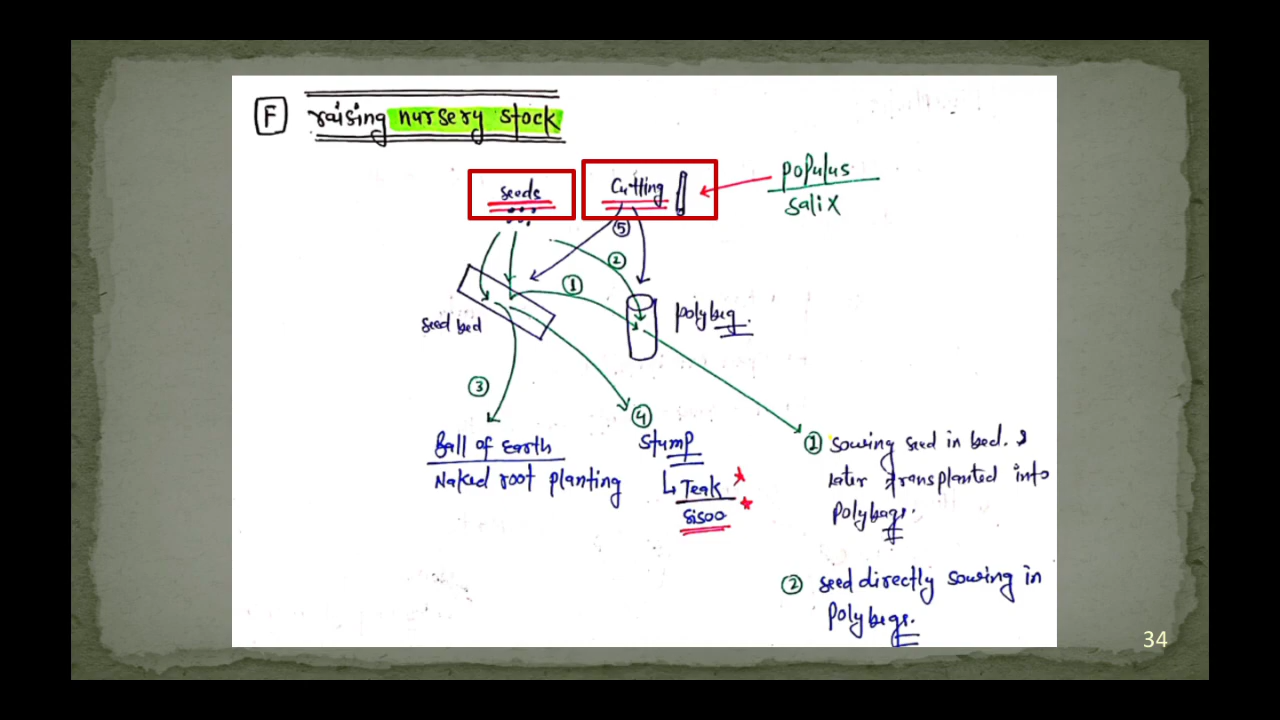 F raising nursery stock
Seeds
Cutting
Populus
Salix
5
2
1
seed bed
polybag.
3
4
Ball of Earth
Naked root planting
Stump
Teak
Sisoo
1 Sowing seed in bed. &
later transplanted into
Polybags.
2 seed directly sowing in
Polybags.
34